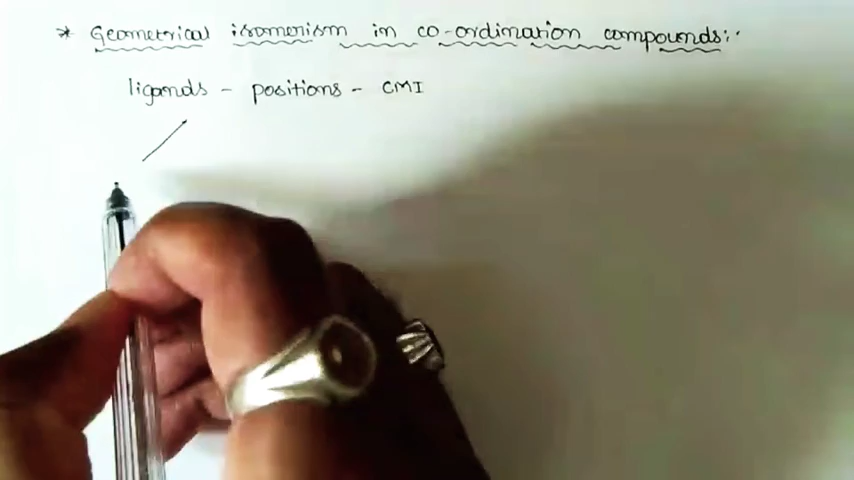 * Geometrical isomerism in co-ordination compounds:-
ligands - positions - CMI